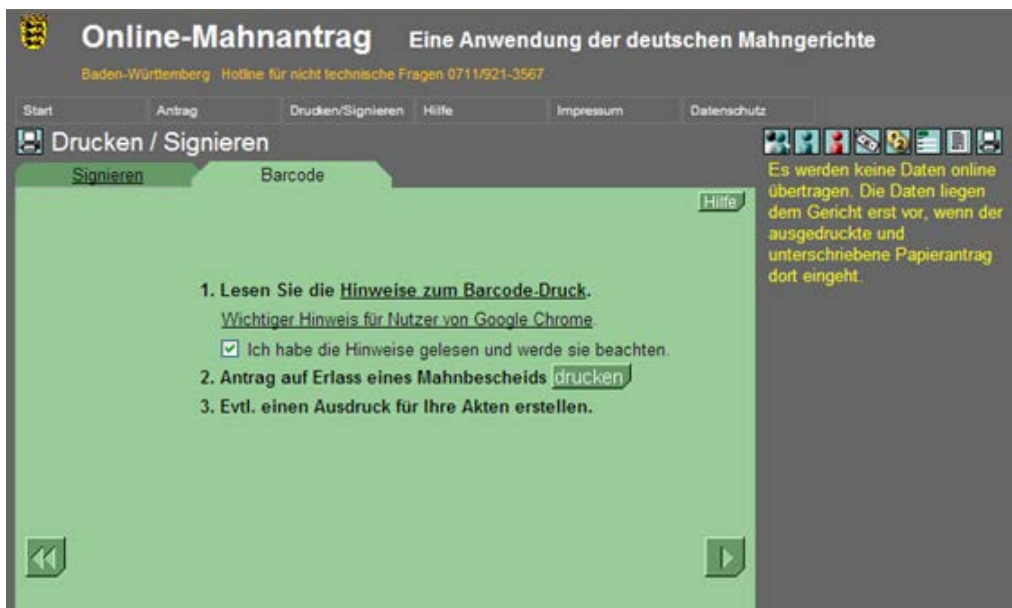 Online-Mahnantrag Eine Anwendung der deutschen Mahngerichte
Baden-Württemberg Hotline für nicht technische Fragen 0711/921-3567
Start Antrag Drucken/Signieren Hilfe Impressum Datenschutz
Drucken / Signieren
Signieren Barcode
Hilfe
1. Lesen Sie die Hinweise zum Barcode-Druck.
Wichtiger Hinweis für Nutzer von Google Chrome.
Ich habe die Hinweise gelesen und werde sie beachten.
2. Antrag auf Erlass eines Mahnbescheids drucken
3. Evtl. einen Ausdruck für Ihre Akten erstellen.
Es werden keine Daten online
übertragen. Die Daten liegen
dem Gericht erst vor, wenn der
ausgedruckte und
unterschriebene Papierantrag
dort eingeht.